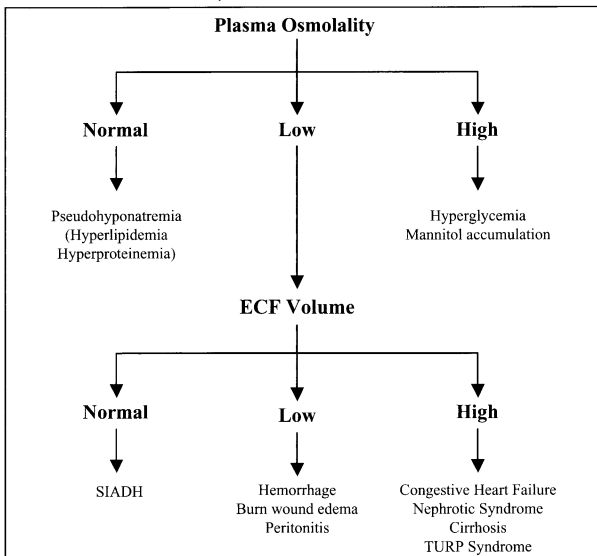 Plasma Osmolality
Normal Low High
Pseudohyponatremia
(Hyperlipidemia
Hyperproteinemia)
Hyperglycemia
Mannitol accumulation
ECF Volume
Normal Low High
SIADH
Hemorrhage
Burn wound edema
Peritonitis
Congestive Heart Failure
Nephrotic Syndrome
Cirrhosis
TURP Syndrome